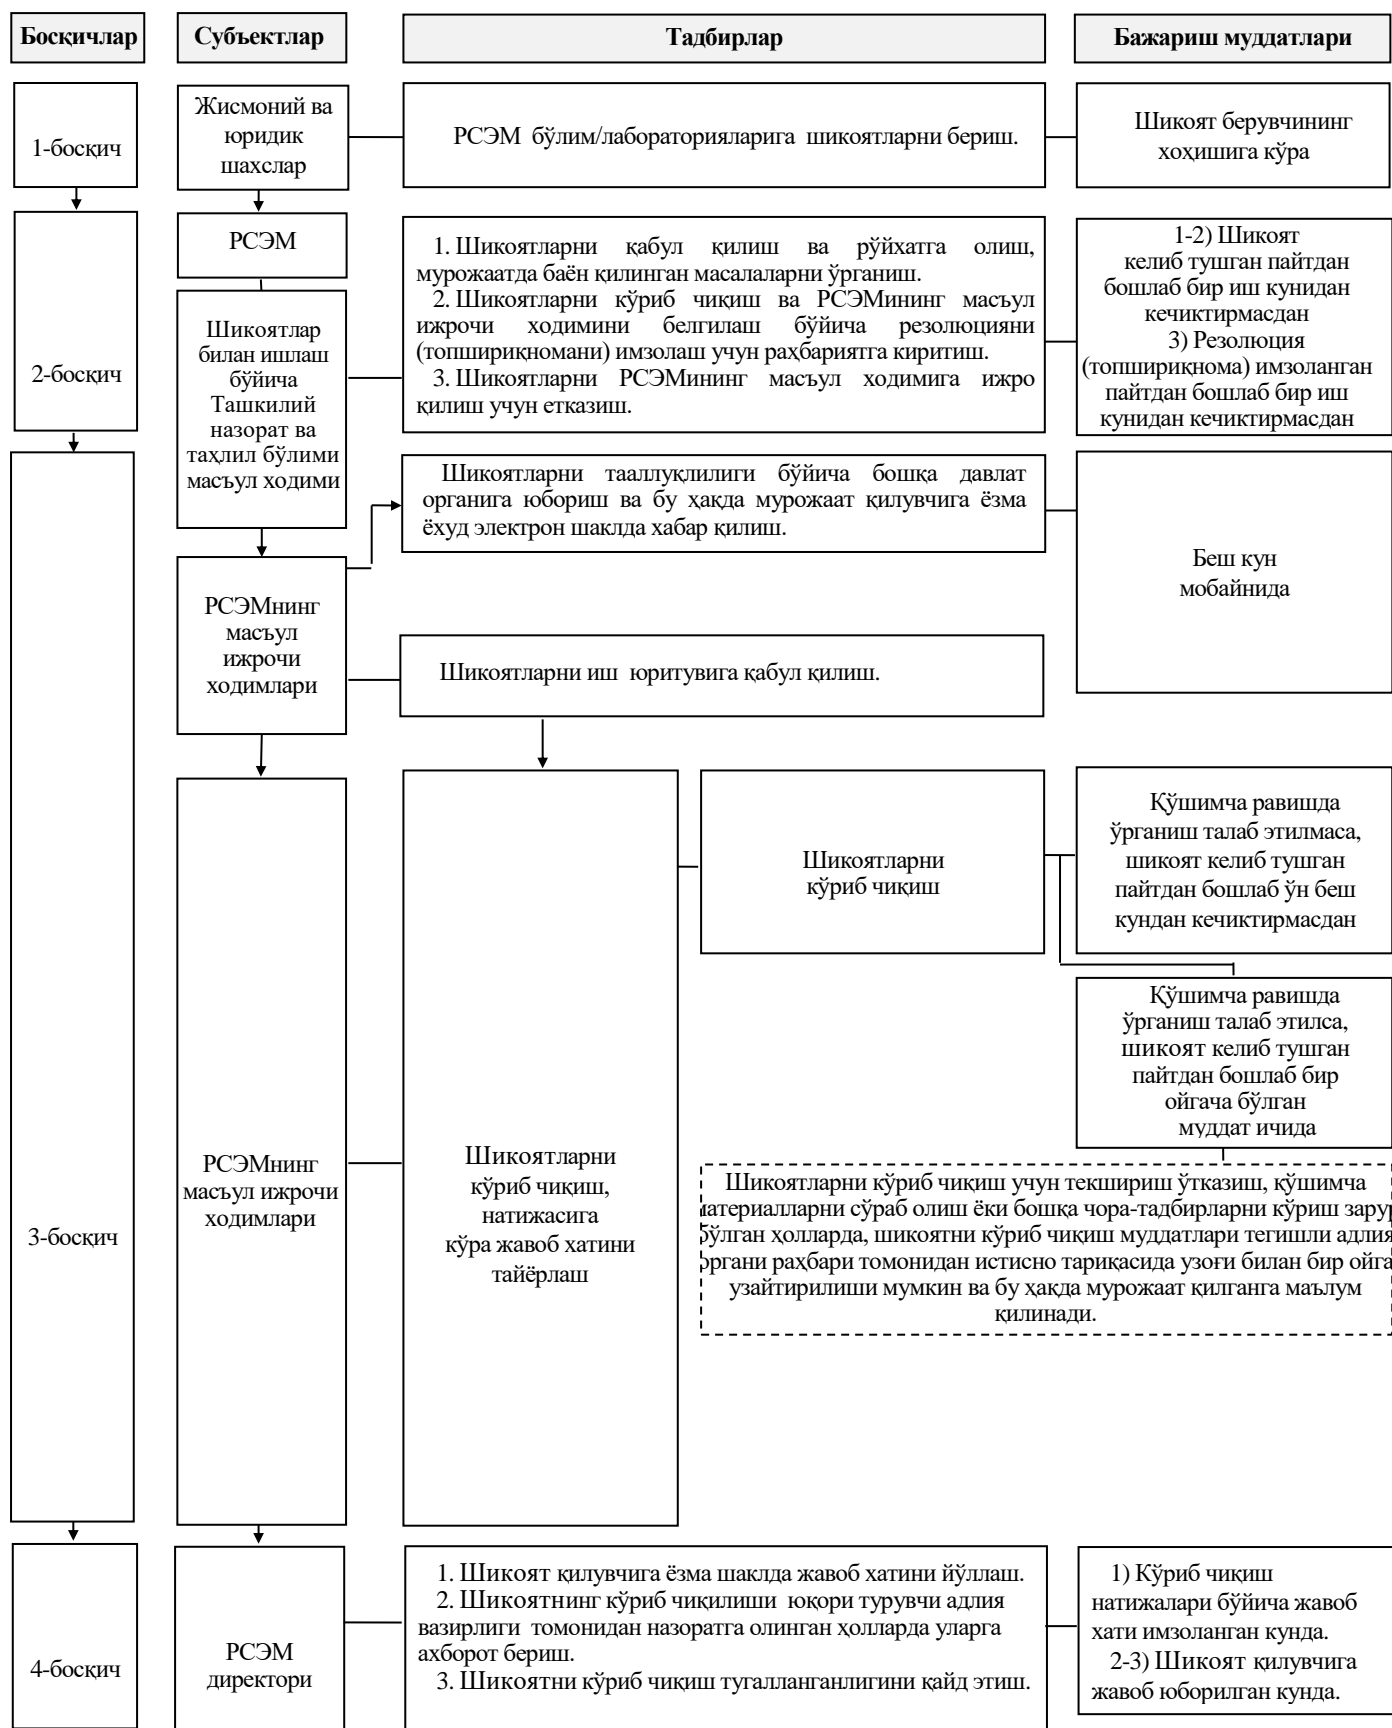 Босқичлар
Субъектлар
Тадбирлар
Бажариш муддатлари
1-босқич
Жисмоний ва
юридик
шахслар
РСЭМ бўлим/лабораторияларига шикоятларни бериш.
Шикоят берувчининг
хоҳишига кўра
2-босқич
РСЭМ
Шикоятлар
билан ишлаш
бўйича
Ташкилий
назорат ва
таҳлил бўлими
масъул ходими
1. Шикоятларни қабул қилиш ва рўйхатга олиш,
мурожаатда баён қилинган масалаларни ўрганиш.
2. Шикоятларни кўриб чиқиш ва РСЭМининг масъул
ижрочи ходимини белгилаш бўйича резолюцияни
(топшириқномани) имзолаш учун раҳбариятга киритиш.
3. Шикоятларни РСЭМининг масъул ходимига ижро
қилиш учун етказиш.
1-2) Шикоят
келиб тушган пайтдан
бошлаб бир иш кунидан
кечиктирмасдан
3) Резолюция
(топшириқнома) имзоланган
пайтдан бошлаб бир иш
кунидан кечиктирмасдан
3-босқич
РСЭМнинг
масъул
ижрочи
ходимлари
Шикоятларни тааллуқлилиги бўйича бошқа давлат
органига юбориш ва бу ҳақда мурожаат қилувчига ёзма
ёхуд электрон шаклда хабар қилиш.
Шикоятларни иш юритувига қабул қилиш.
Беш кун
мобайнида
РСЭМнинг
масъул ижрочи
ходимлари
Шикоятларни
кўриб чиқиш,
натижасига
кўра жавоб хатини
тайёрлаш
Шикоятларни
кўриб чиқиш
Қўшимча равишда
ўрганиш талаб этилмаса,
шикоят келиб тушган
пайтдан бошлаб ўн беш
кундан кечиктирмасдан
Қўшимча равишда
ўрганиш талаб этилса,
шикоят келиб тушган
пайтдан бошлаб бир
ойгача бўлган
муддат ичида
Шикоятларни кўриб чиқиш учун текшириш ўтказиш, қўшимча
материалларни сўраб олиш ёки бошқа чора-тадбирларни кўриш зарур
бўлган ҳолларда, шикоятни кўриб чиқиш муддатлари тегишли адлия
органи раҳбари томонидан истисно тариқасида узоғи билан бир ойга
узайтирилиши мумкин ва бу ҳақда мурожаат қилганга маълум
қилинади.
4-босқич
РСЭМ
директори
1. Шикоят қилувчига ёзма шаклда жавоб хатини йўллаш.
2. Шикоятнинг кўриб чиқилиши юқори турувчи адлия
вазирлиги томонидан назоратга олинган ҳолларда уларга
ахборот бериш.
3. Шикоятни кўриб чиқиш тугалланганлигини қайд этиш.
1) Кўриб чиқиш
натижалари бўйича жавоб
хати имзоланган кунда.
2-3) Шикоят қилувчига
жавоб юборилган кунда.